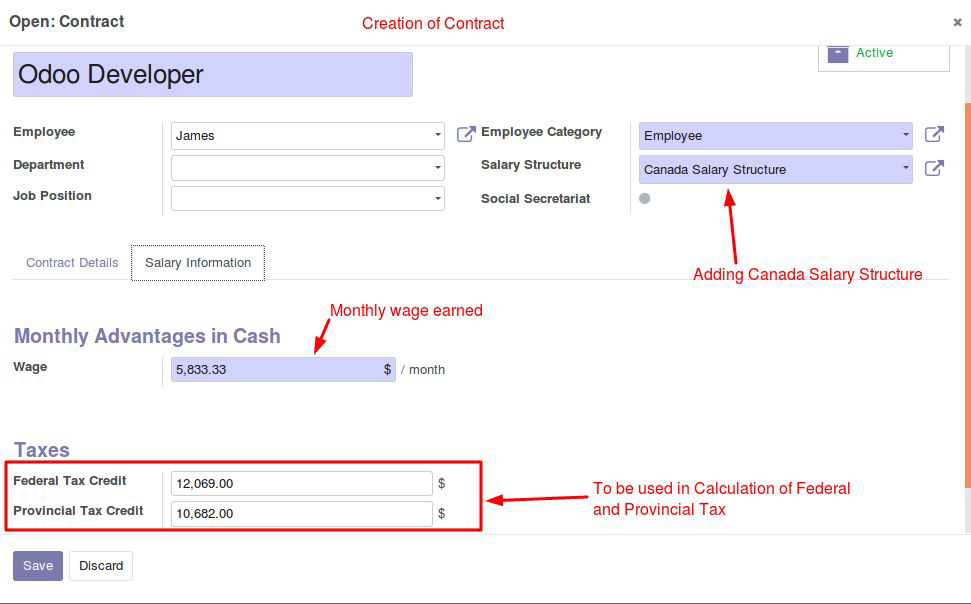 Open: Contract
Creation of Contract
×
Active
Odoo Developer
Employee
James
Employee Category
Employee
Department
Salary Structure
Canada Salary Structure
Job Position
Social Secretariat
Contract Details
Salary Information
Adding Canada Salary Structure
Monthly wage earned
Monthly Advantages in Cash
Wage
5,833.33
$
/ month
Taxes
Federal Tax Credit
12,069.00
$
Provincial Tax Credit
10,682.00
$
To be used in Calculation of Federal
and Provincial Tax
Save
Discard